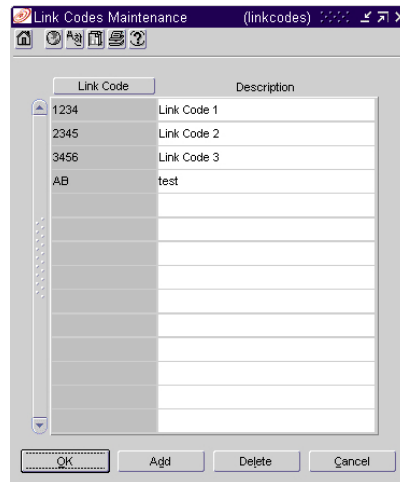 Link Codes Maintenance (linkcodes)
Link Code Description
1234 Link Code 1
2345 Link Code 2
3456 Link Code 3
AB test
OK Add Delete Cancel